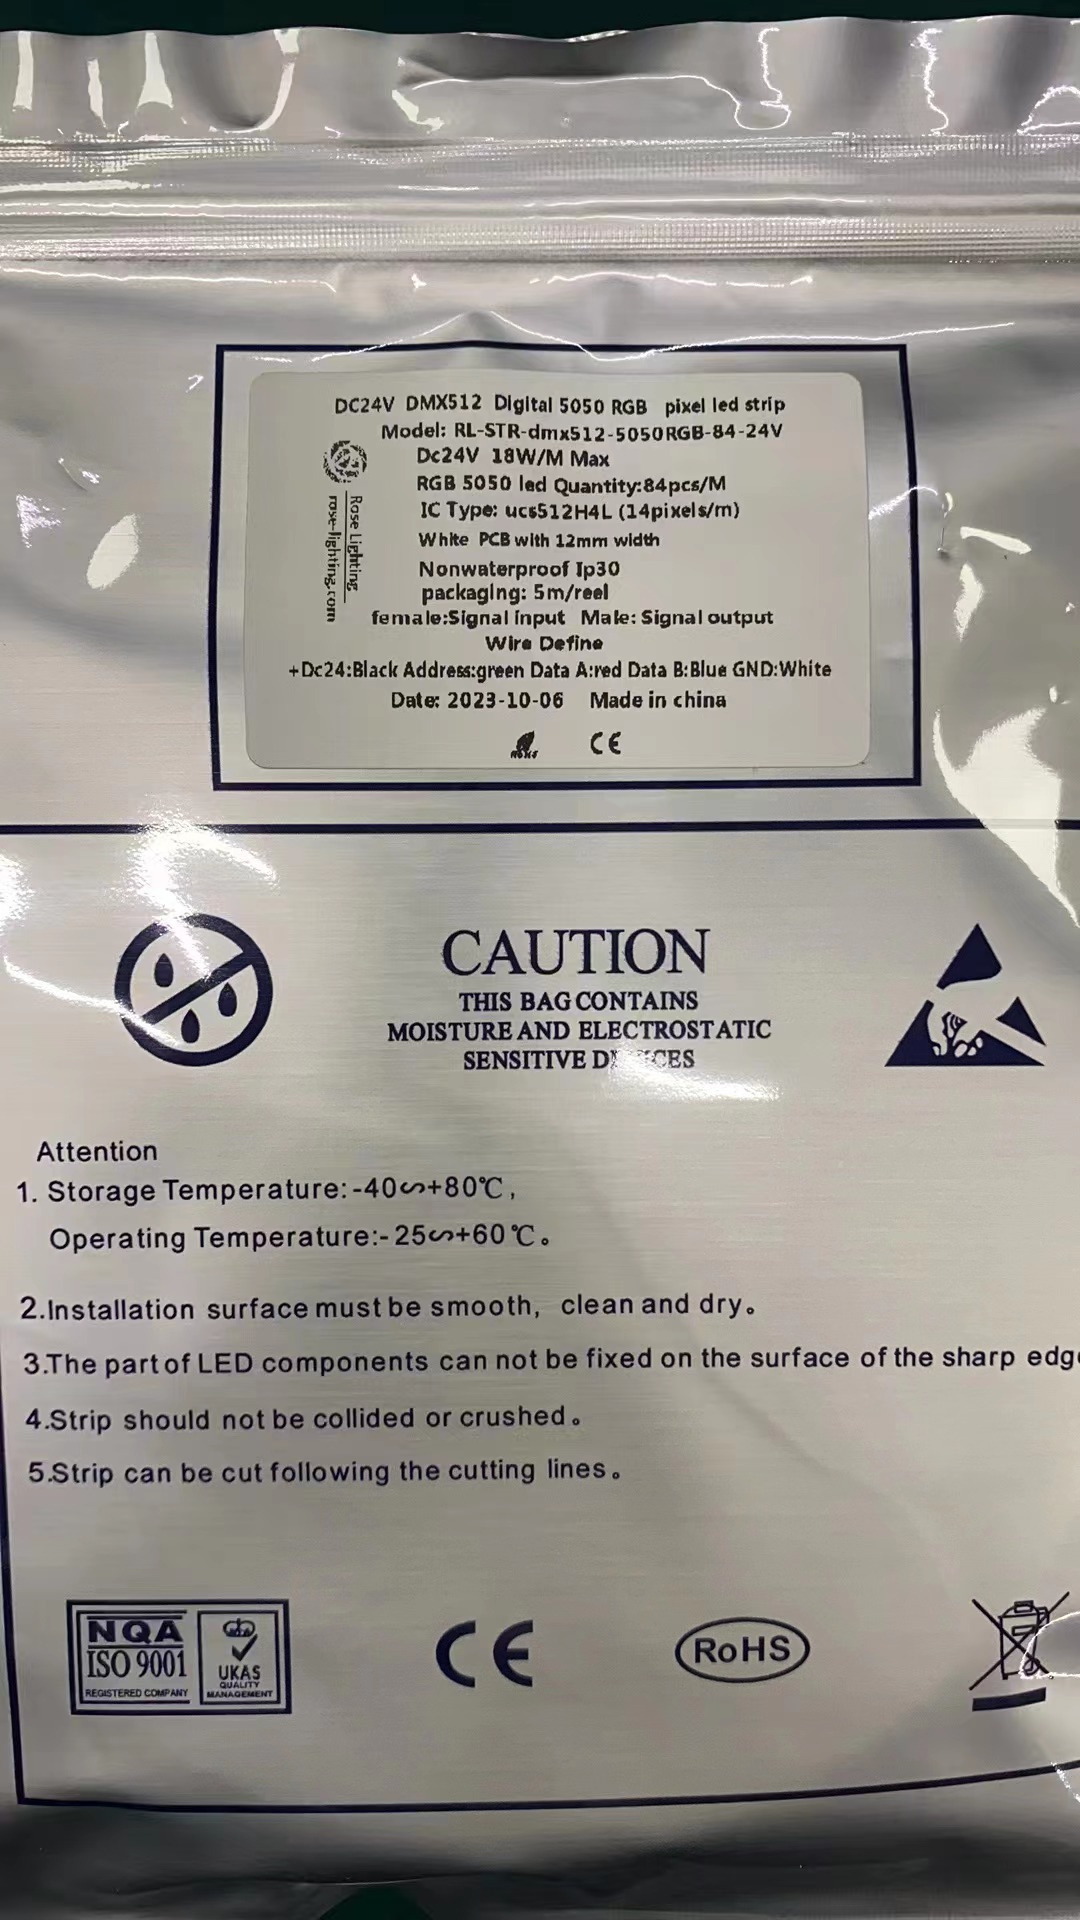 DC24V DMX512 Digital 5050 RGB pixel led strip
Model: RL-STR-dmx512-5050RGB-84-24V
Dc24V 18W/M Max
RGB 5050 led Quantity:84pcs/M
IC Type: ucs512H4L (14pixels/m)
White PCB with 12mm width
Nonwaterproof Ip30
packaging: 5m/reel
female:Signal input Male: Signal output
Wire Define
+Dc24:Black Address:green Data A:red Data B:Blue GND:White
Date: 2023-10-06 Made in china
Rose Lighting
rose-lighting.com
ROHS
CE
CAUTION
THIS BAG CONTAINS
MOISTURE AND ELECTROSTATIC
SENSITIVE
Attention
1. Storage Temperature:-40∽+80℃,
Operating Temperature:-25∽+60℃。
2.Installation surface must be smooth, clean and dry。
3.The part of LED components can not be fixed on the surface of the sharp
4.Strip should not be collided or crushed。
5.Strip can be cut following the cutting lines。
NQA
ISO 9001
REGISTERED COMPANY
UKAS
QUALITY
MANAGEMENT
CE
RoHS